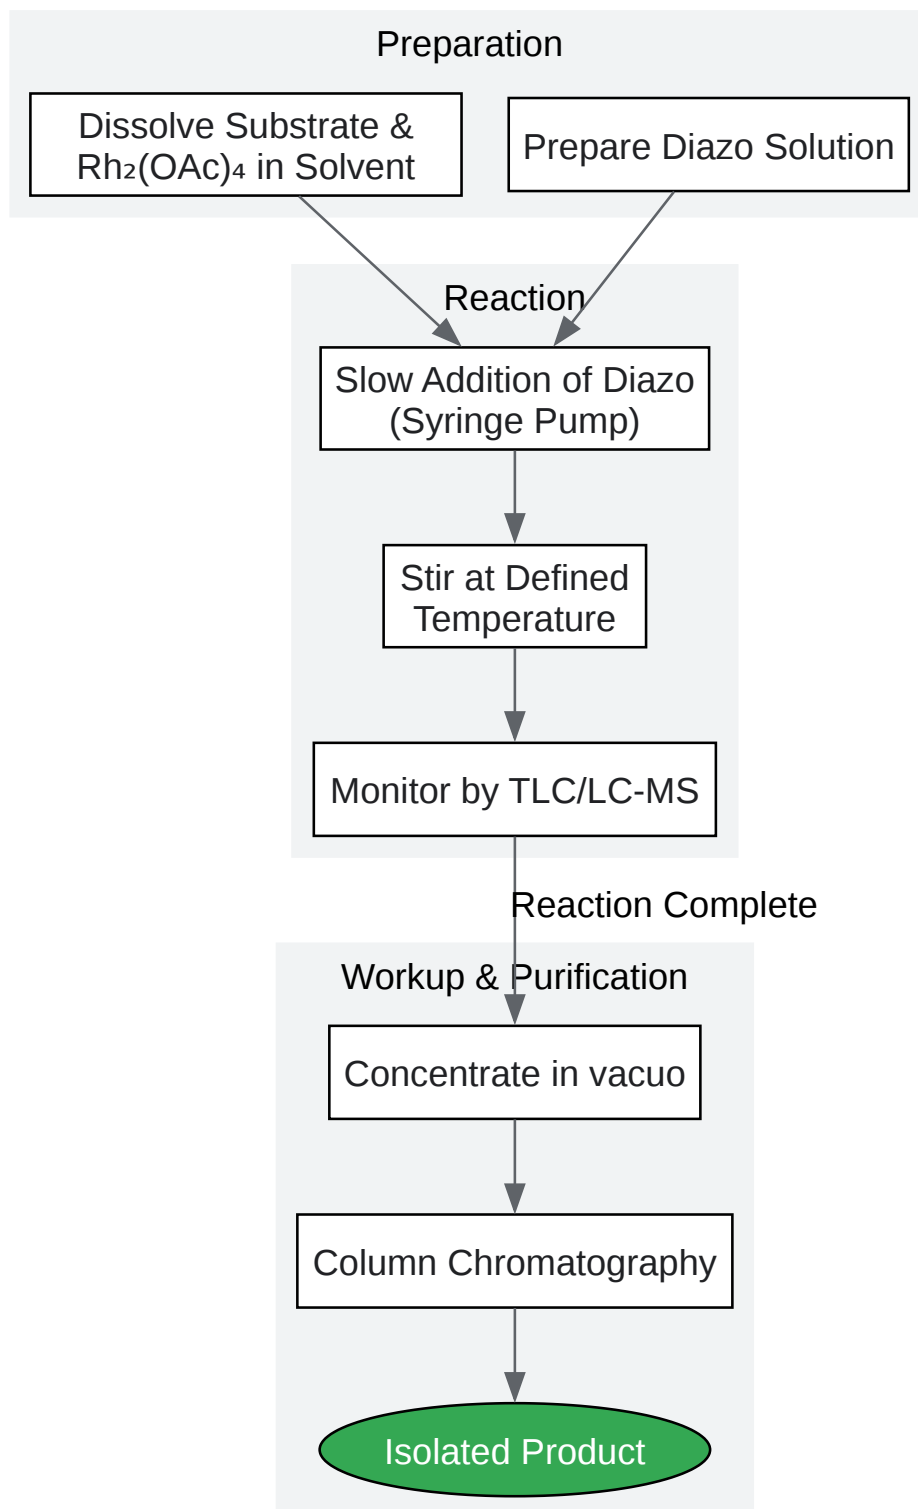 Preparation
Dissolve Substrate &
Rh₂(OAc)₄ in Solvent
Prepare Diazo Solution
Reaction
Slow Addition of Diazo
(Syringe Pump)
Stir at Defined
Temperature
Monitor by TLC/LC-MS
Reaction Complete
Workup & Purification
Concentrate in vacuo
Column Chromatography
Isolated Product